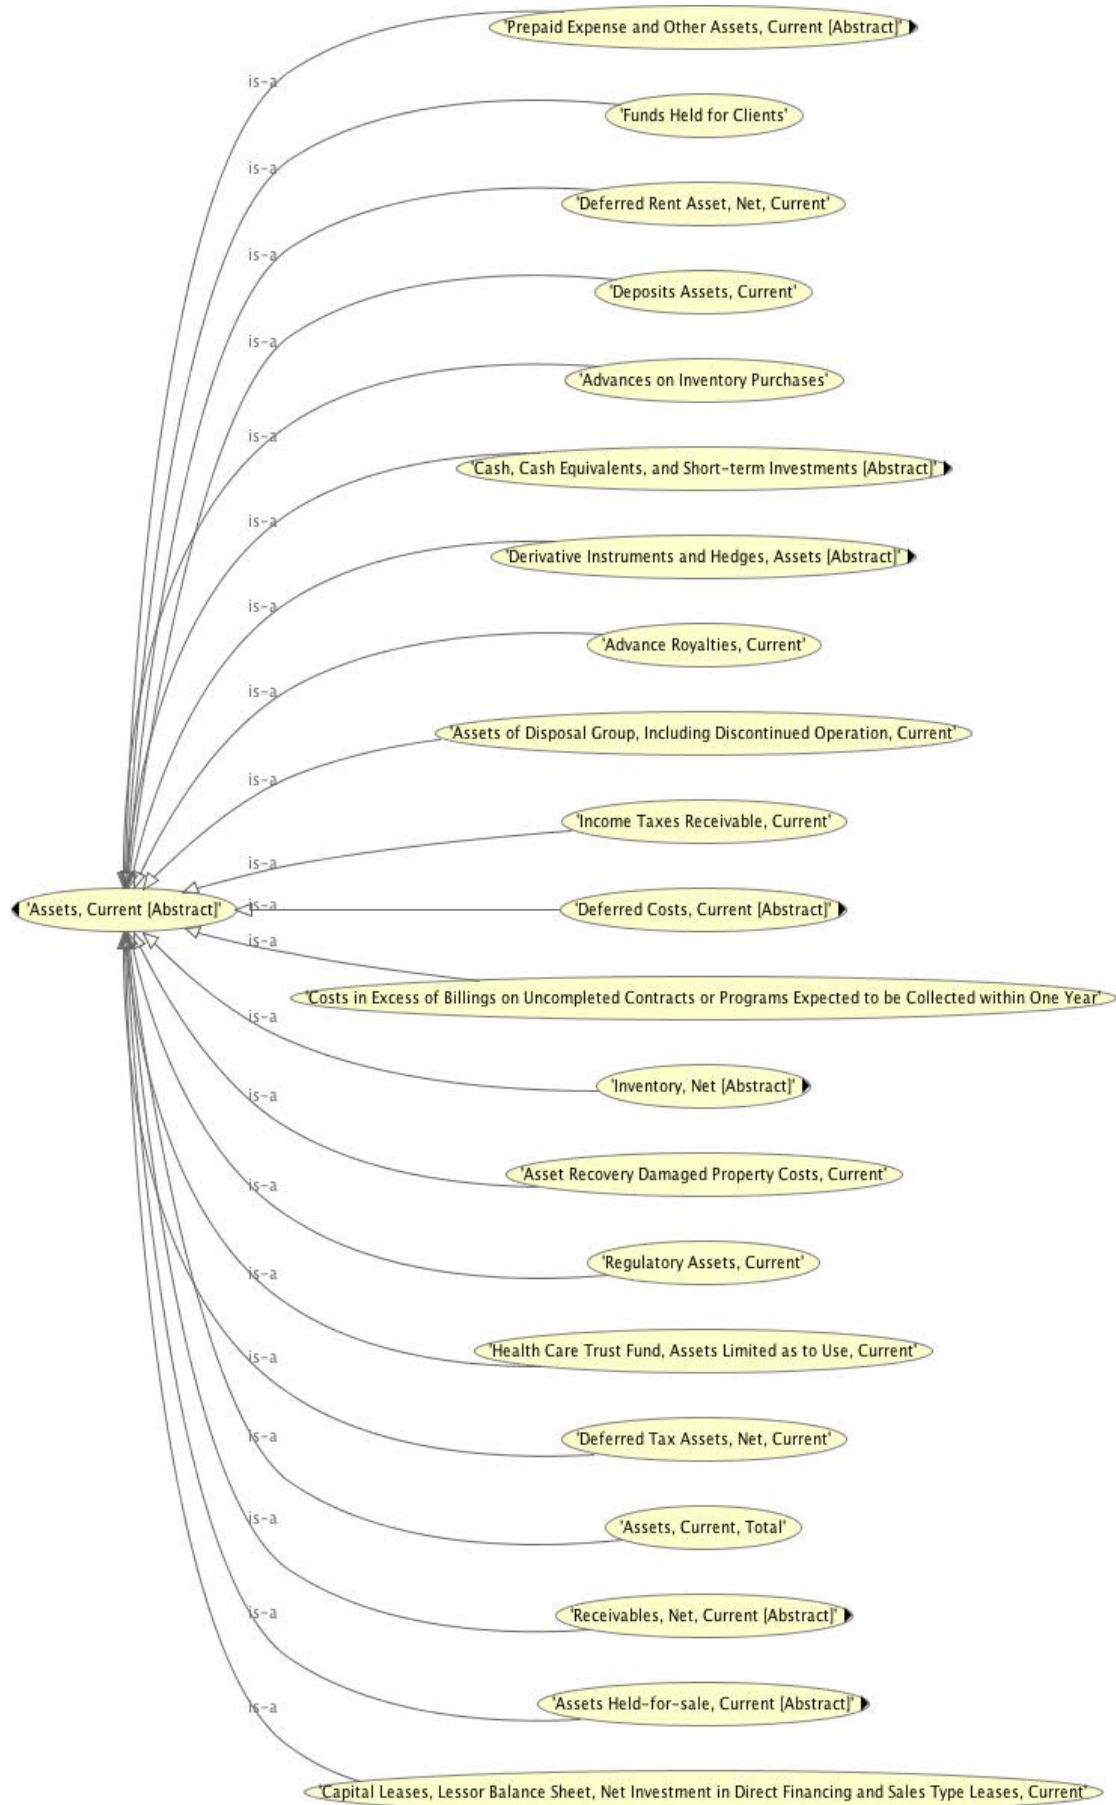 'Prepaid Expense and Other Assets, Current [Abstract]'
is-a
'Funds Held for Clients'
is-a
'Deferred Rent Asset, Net, Current'
is-a
'Deposits Assets, Current'
is-a
'Advances on Inventory Purchases'
is-a
'Cash, Cash Equivalents, and Short-term Investments [Abstract]'
is-a
'Derivative Instruments and Hedges, Assets [Abstract]'
is-a
'Advance Royalties, Current'
is-a
'Assets of Disposal Group, Including Discontinued Operation, Current'
is-a
'Income Taxes Receivable, Current'
is-a
'Assets, Current [Abstract]'
is-a
'Deferred Costs, Current [Abstract]'
is-a
'Costs in Excess of Billings on Uncompleted Contracts or Programs Expected to be Collected within One Year'
is-a
'Inventory, Net [Abstract]'
is-a
'Asset Recovery Damaged Property Costs, Current'
is-a
'Regulatory Assets, Current'
is-a
'Health Care Trust Fund, Assets Limited as to Use, Current'
is-a
'Deferred Tax Assets, Net, Current'
is-a
'Assets, Current, Total'
is-a
'Receivables, Net, Current [Abstract]'
is-a
'Assets Held-for-sale, Current [Abstract]'
is-a
'Capital Leases, Lessor Balance Sheet, Net Investment in Direct Financing and Sales Type Leases, Current'